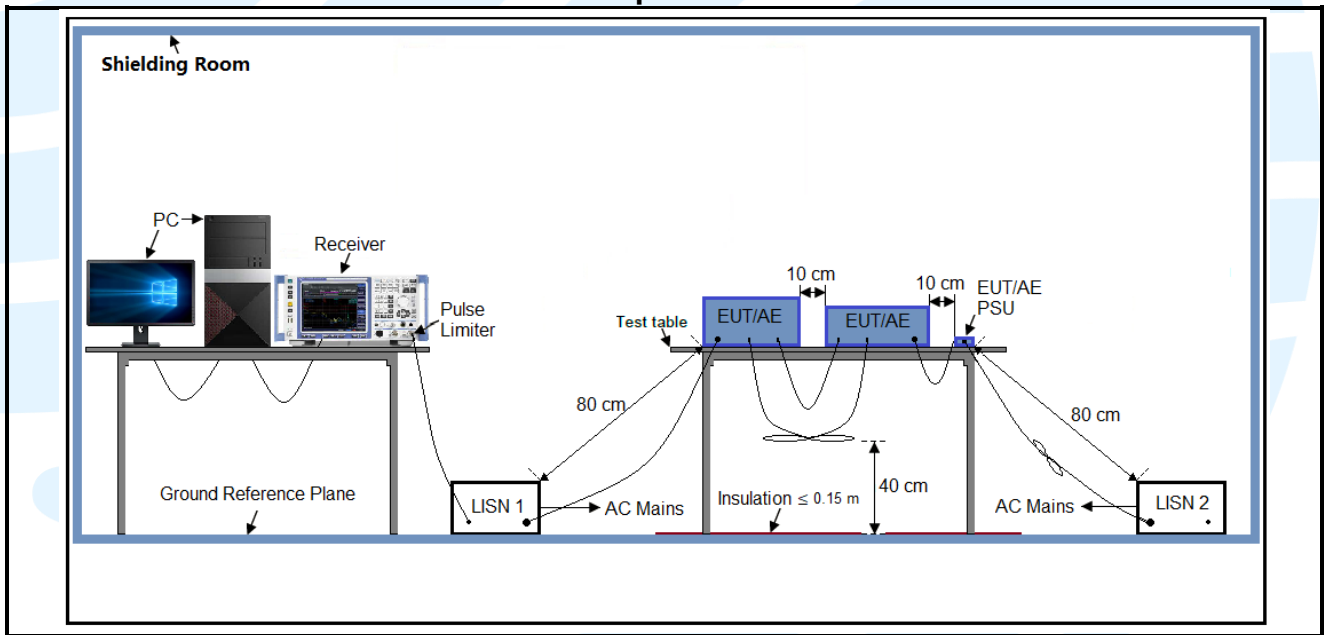 Shielding Room
PC
Receiver
Pulse
Limiter
10 cm
10 cm
EUT/AE
PSU
Test table
EUT/AE
EUT/AE
80 cm
80 cm
40 cm
Ground Reference Plane
LISN 1
AC Mains
Insulation ≤ 0.15 m
AC Mains
LISN 2